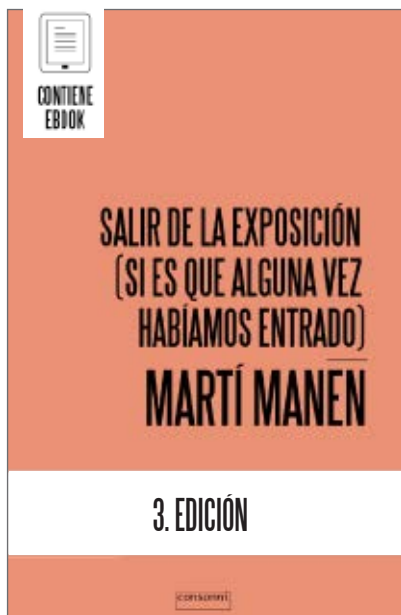 CONTIENE
EBOOK
SALIR DE LA EXPOSICIÓN
(SI ES QUE ALGUNA VEZ
HABÍAMOS ENTRADO)
MARTÍ MANEN
3. EDICIÓN
consonni